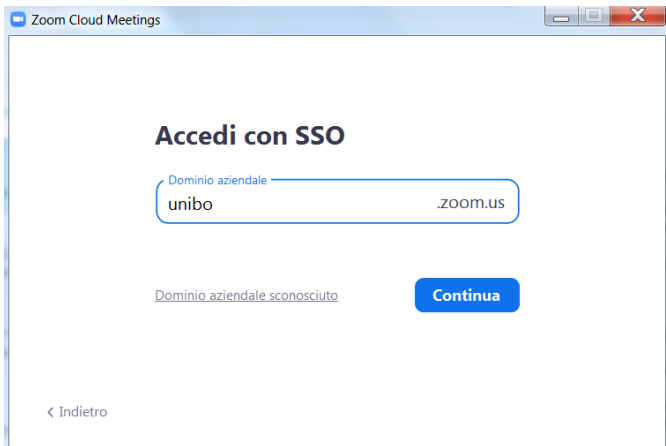 Zoom Cloud Meetings
Accedi con SSO
Dominio aziendale
unibo .zoom.us
Dominio aziendale sconosciuto
Continua
< Indietro